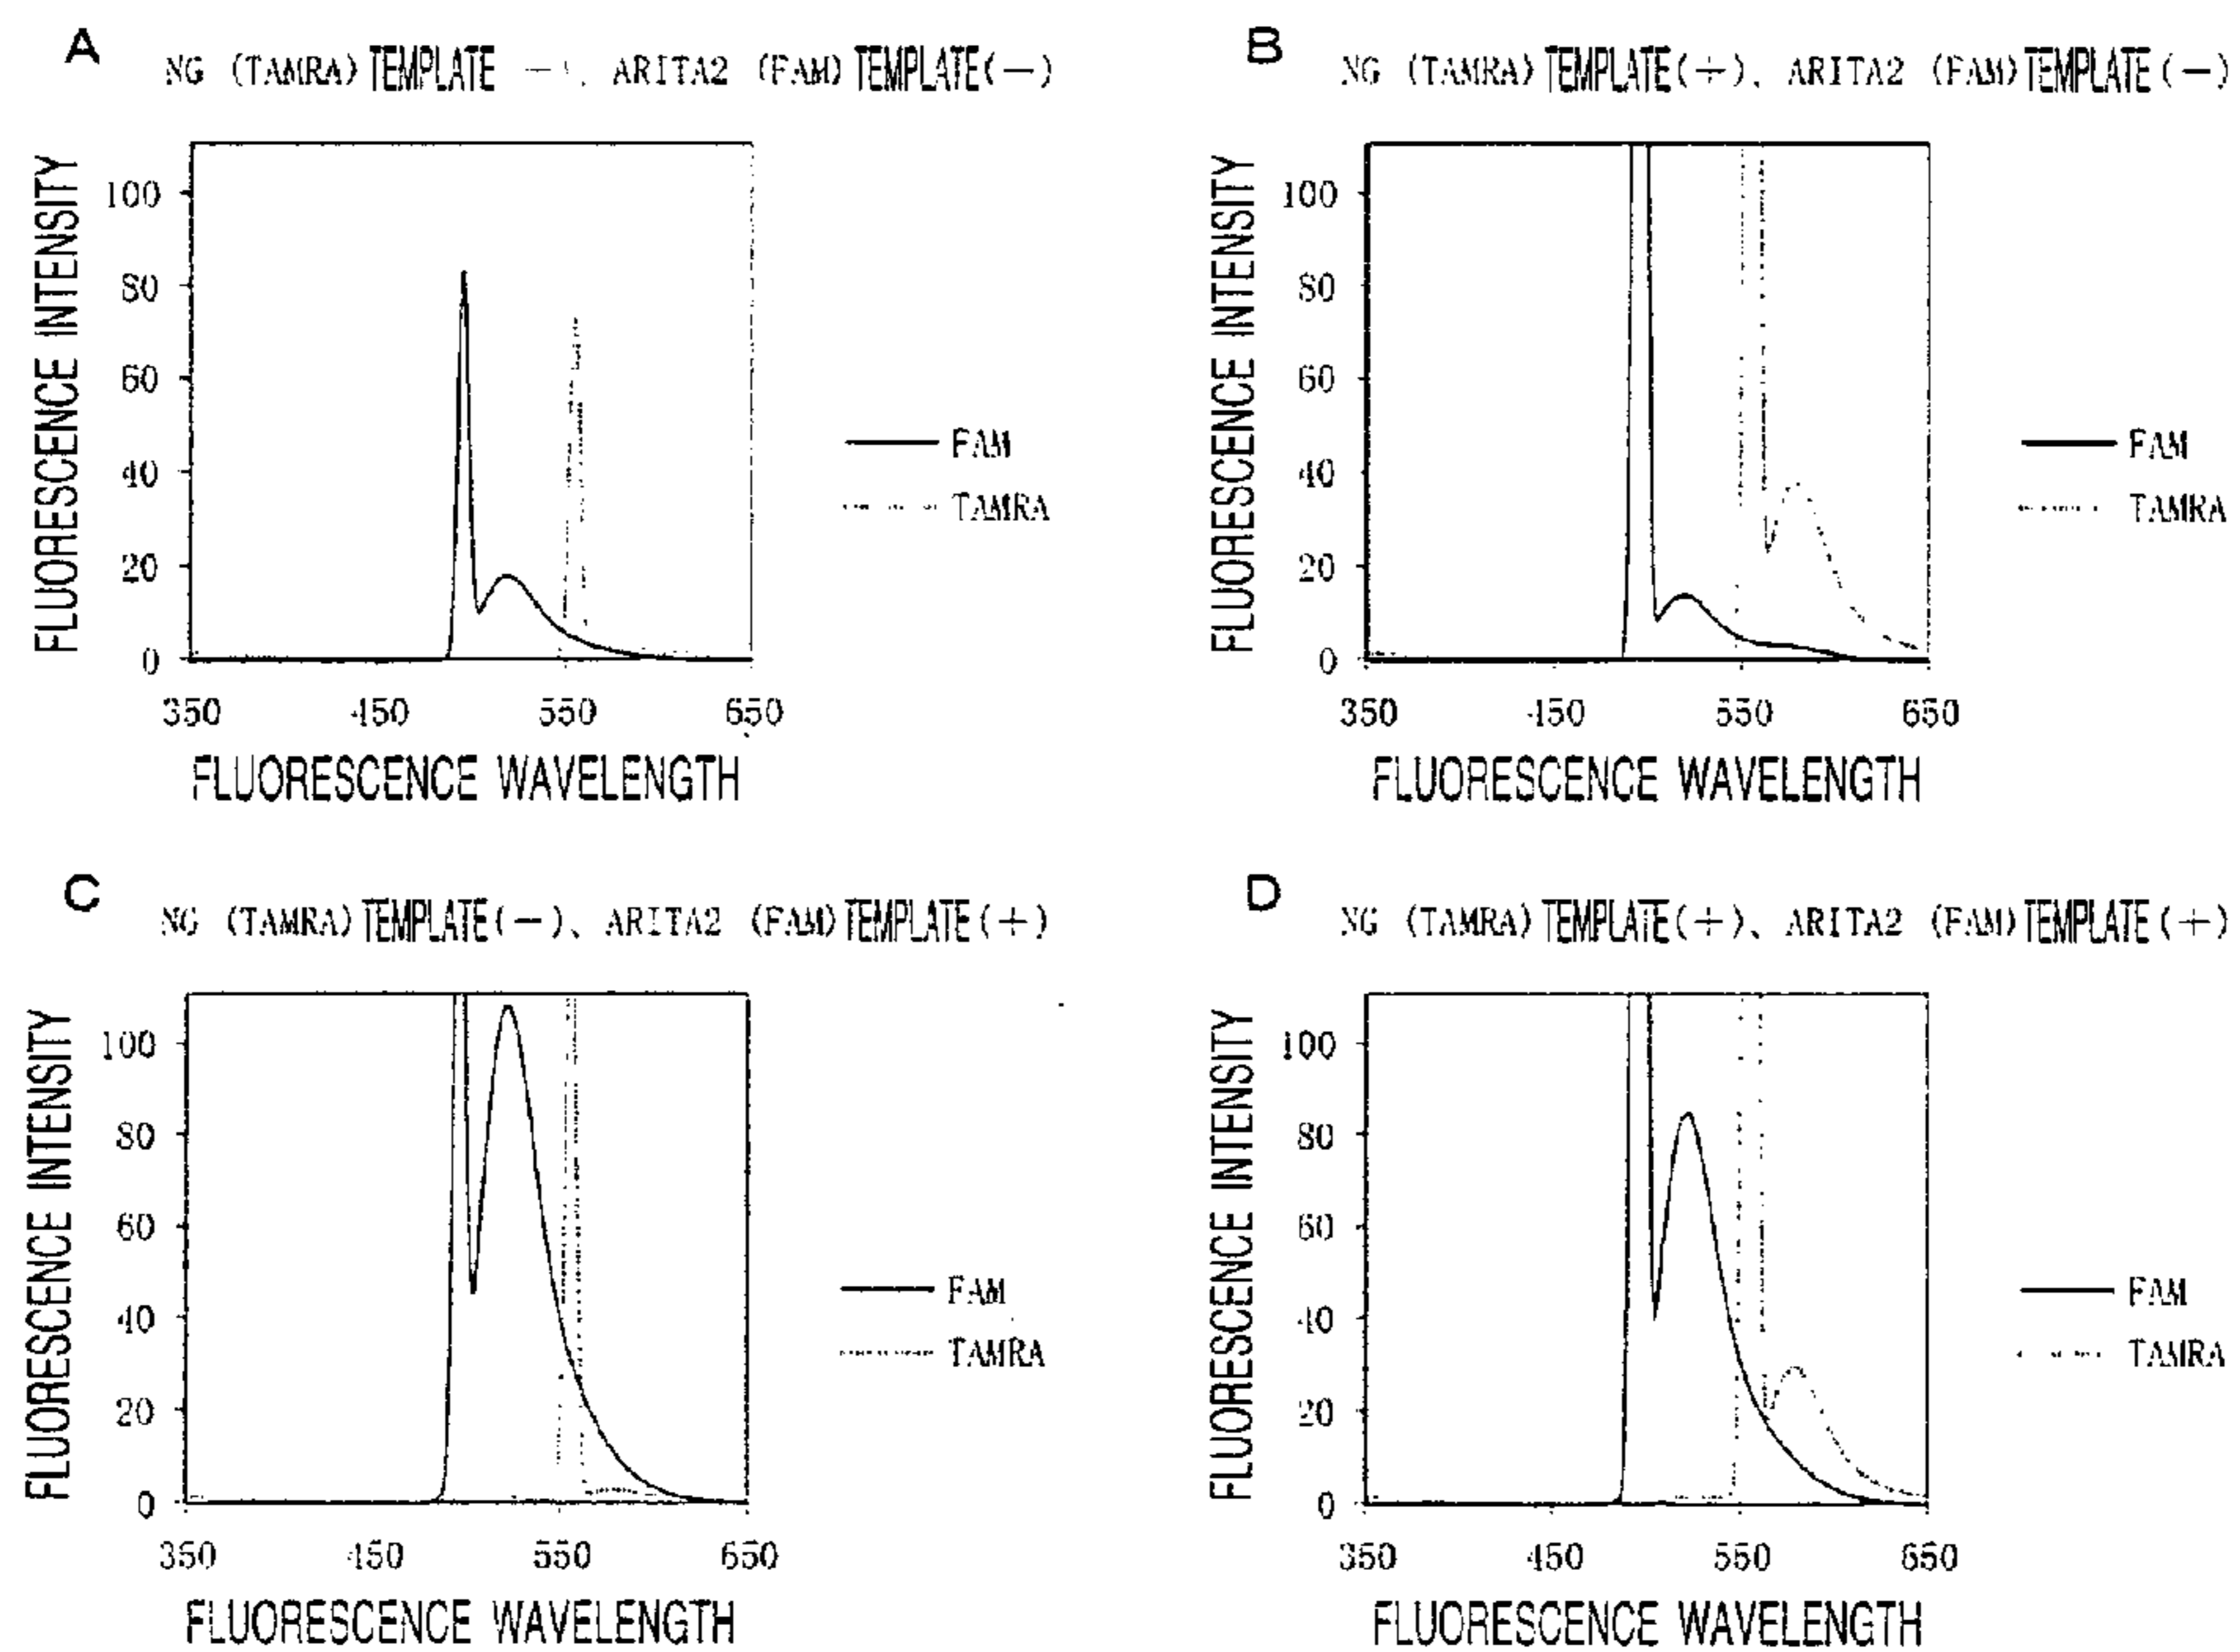 A
NG (TAMRA) TEMPLATE ARITA2 (FAM) TEMPLATE(−)
FLUORESCENCE INTENSITY
100
80
60
40
20
0
350 450 550 650
FLUORESCENCE WAVELENGTH
FAM
TAMRA
B
NG (TAMRA) TEMPLATE(+)、ARITA2 (FAM) TEMPLATE(−)
FLUORESCENCE INTENSITY
100
80
60
40
20
0
350 450 550 650
FLUORESCENCE WAVELENGTH
FAM
TAMRA
C
NG (TAMRA) TEMPLATE(−)、ARITA2 (FAM) TEMPLATE(+)
FLUORESCENCE INTENSITY
100
80
60
40
20
0
350 450 550 650
FLUORESCENCE WAVELENGTH
FAM
TAMRA
D
NG (TAMRA) TEMPLATE(+)、ARITA2 (FAM) TEMPLATE(+)
FLUORESCENCE INTENSITY
100
80
60
40
20
0
350 450 550 650
FLUORESCENCE WAVELENGTH
FAM
TAMRA